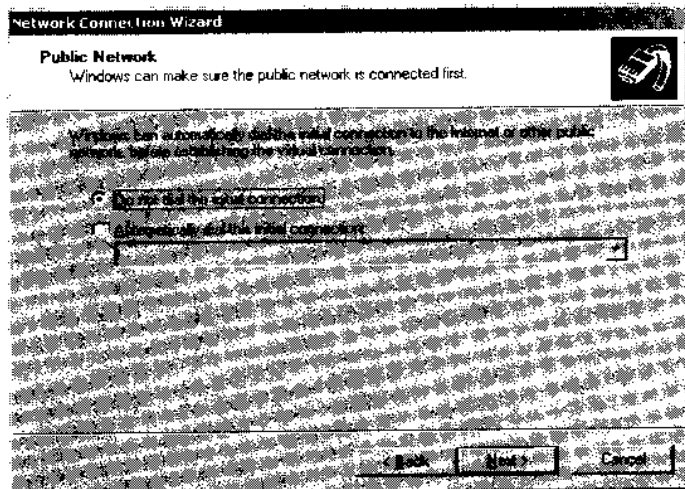 Network Connection Wizard
Public Network
Windows can make sure the public network is connected first.
Windows can automatically dial the initial connection to the Internet or other public
network, before establishing the virtual connection.
Do not dial the initial connection.
Automatically dial this initial connection:
< Back
Next >
Cancel